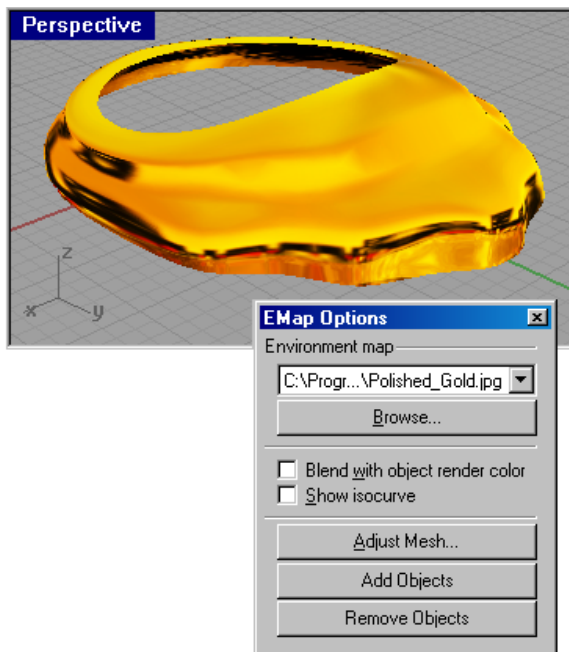 Perspective
z
x
y
EMap Options
Environment map
C:\Progr...\Polished_Gold.jpg
Browse...
Blend with object render color
Show isocurve
Adjust Mesh...
Add Objects
Remove Objects